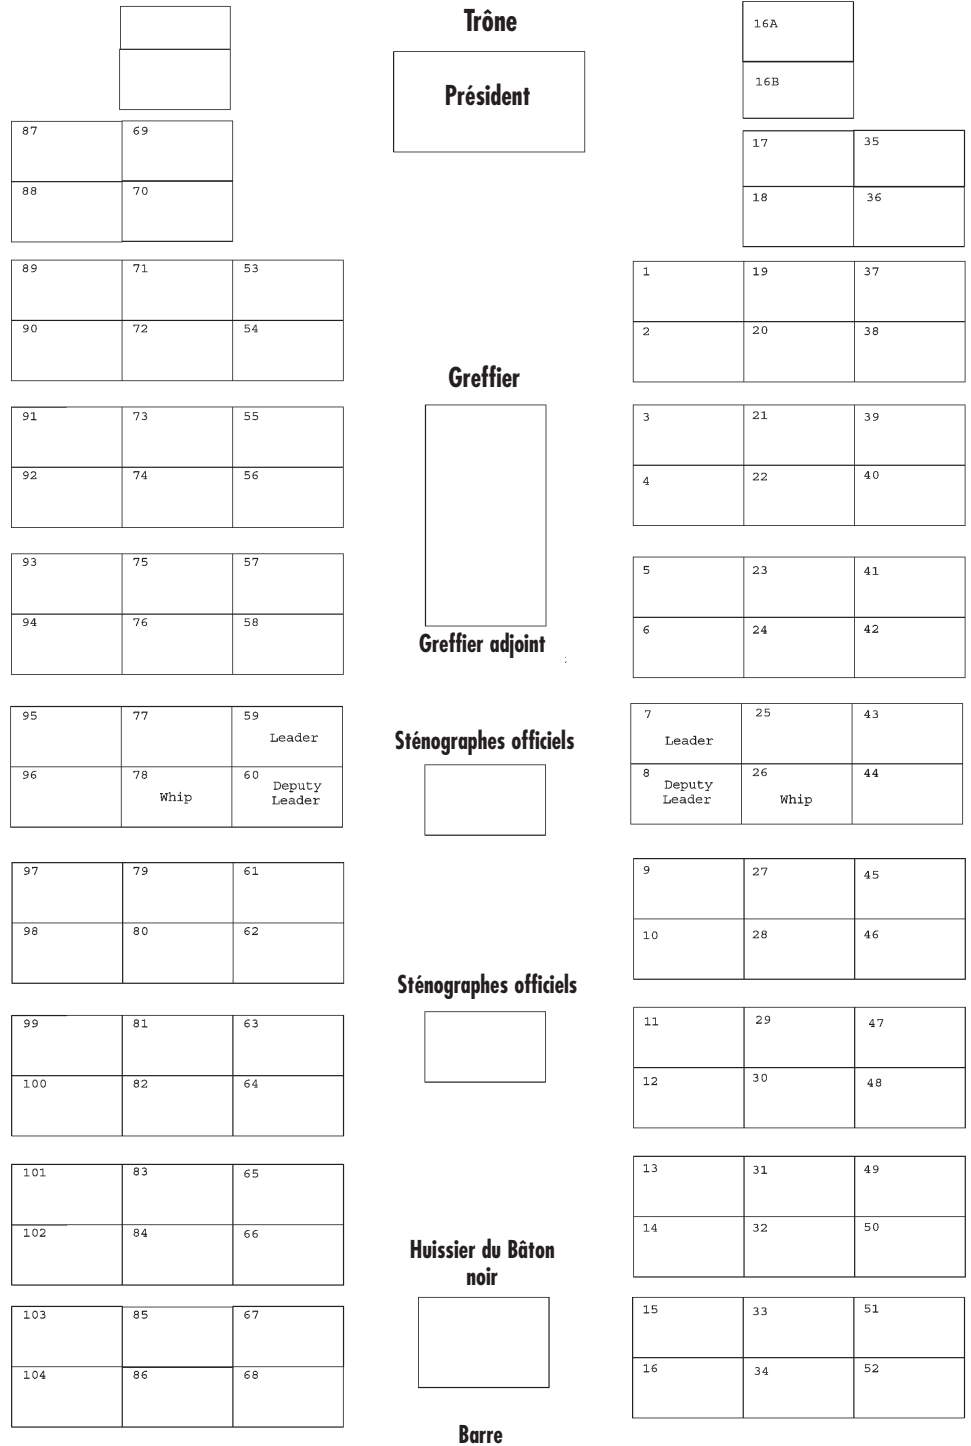 Trône
16A
Président
16B
87 69
17 35
88 70
18 36
89 71 53
1 19 37
90 72 54
2 20 38
Greffier
91 73 55
3 21 39
92 74 56
4 22 40
93 75 57
5 23 41
94 76 58
6 24 42
Greffier adjoint
95 77 59
Leader
7 25 43
Leader
Sténographes officiels
96 78 60
Whip
Deputy
Leader
8 26 44
Deputy
Leader
Whip
97 79 61
9 27 45
98 80 62
10 28 46
Sténographes officiels
99 81 63
11 29 47
100 82 64
12 30 48
101 83 65
13 31 49
102 84 66
14 32 50
Huissier du Bâton
noir
103 85 67
15 33 51
104 86 68
16 34 52
Barre